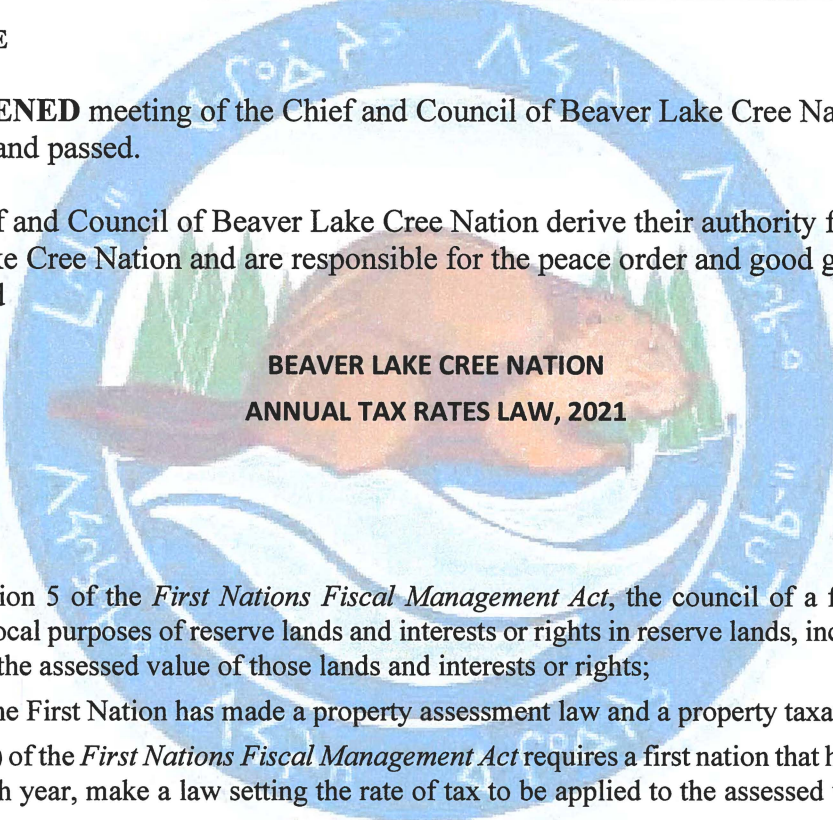 E
ENED meeting of the Chief and Council of Beaver Lake Cree Na
and passed.
f and Council of Beaver Lake Cree Nation derive their authority f
ke Cree Nation and are responsible for the peace order and good g
d
BEAVER LAKE CREE NATION
ANNUAL TAX RATES LAW, 2021
ion 5 of the First Nations Fiscal Management Act, the council of a f
ocal purposes of reserve lands and interests or rights in reserve lands, inc
the assessed value of those lands and interests or rights;
he First Nation has made a property assessment law and a property taxa
) of the First Nations Fiscal Management Act requires a first nation that h
h year, make a law setting the rate of tax to be applied to the assessed